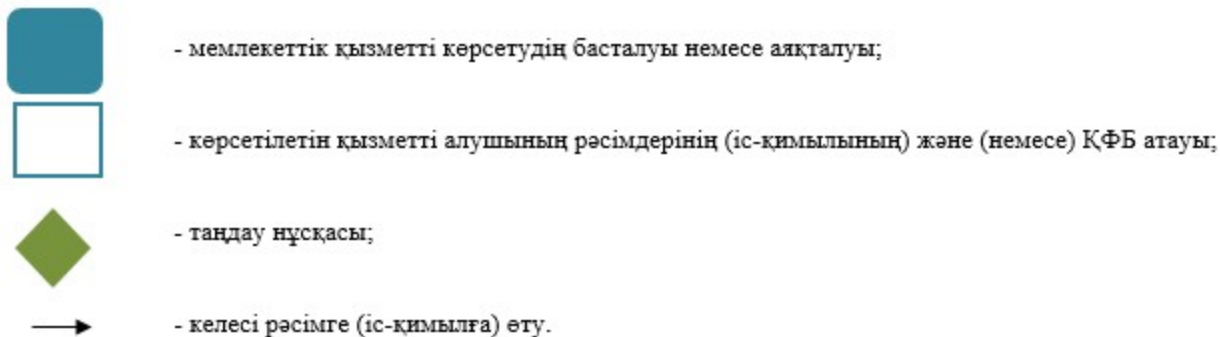 - мемлекеттік қызметті көрсетудің басталуы немесе аяқталуы;
- көрсетілетін қызметті алушының рәсімдерінің (іс-қимылының) және (немесе) ҚФБ атауы;
- таңдау нұсқасы;
- келесі рәсімге (іс-қимылға) өту.